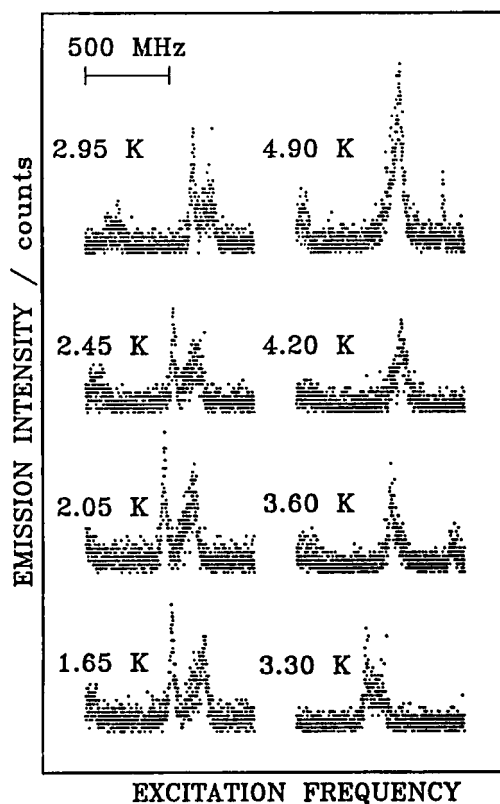 500 MHz
2.95 K
4.90 K
2.45 K
4.20 K
2.05 K
3.60 K
1.65 K
3.30 K
EMISSION INTENSITY / counts
EXCITATION FREQUENCY